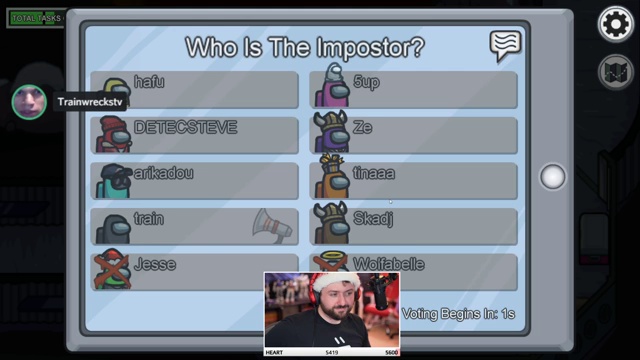 TOTAL TASKS
Who Is The Impostor?
hafu
5up
Trainwreckstv
DETECSTEVE
Ze
arikadou
tinaaa
train
Skadj
Jesse
Wolfabelle
Voting Begins In: 1s
HEART 5419 5600